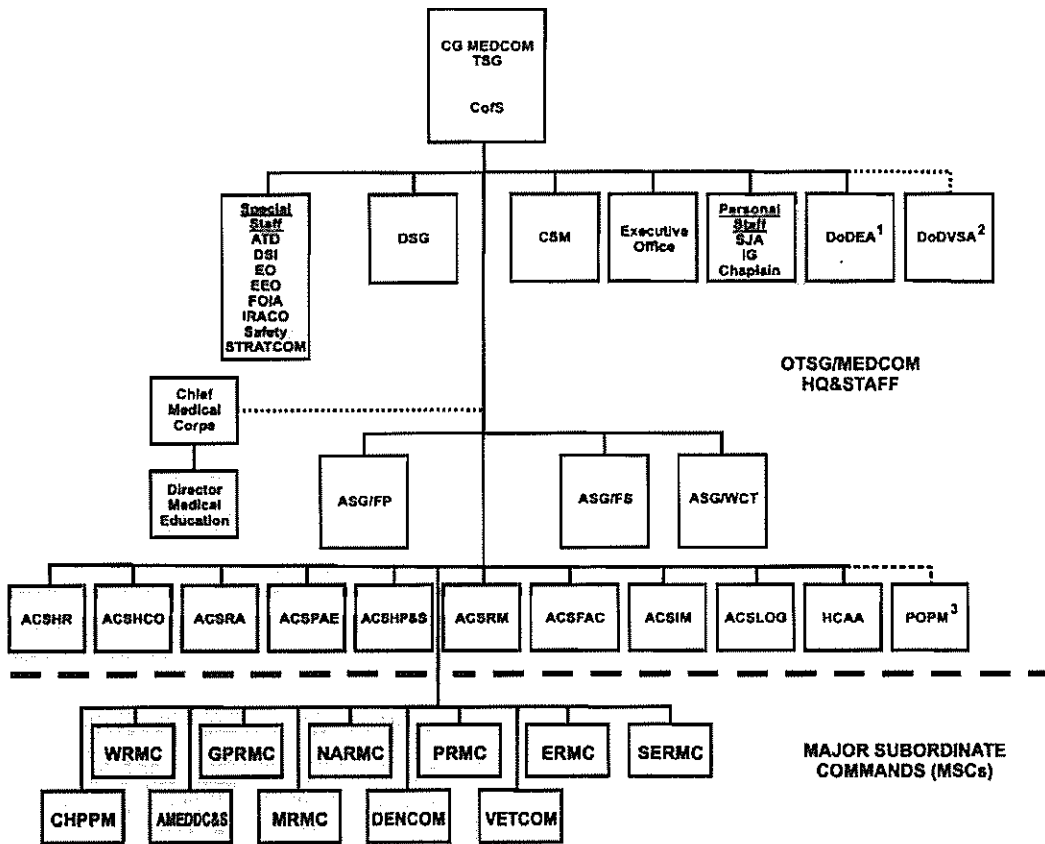 CG MEDCOM
TSG
CofS
Special
Staff
ATD
DSI
EO
EEO
FOIA
IRACO
Safety
STRATCOM
DSG
CSM
Executive
Office
Personal
Staff
SJA
IG
Chaplain
DoDEA¹
DoDVSA²
OTSG/MEDCOM
HQ&STAFF
Chief
Medical
Corps
Director
Medical
Education
ASG/FP
ASG/FS
ASG/WCT
ACSHR
ACSHCO
ACSRA
ACSPAE
ACSHP&S
ACSRM
ACSFAC
ACSIM
ACSLOG
HCAA
POPM³
WRMC
GPRMC
NARMC
PRMC
ERMC
SERMC
MAJOR SUBORDINATE
COMMANDS (MSCs)
CHPPM
AMEDDC&S
MRMC
DENCOM
VETCOM